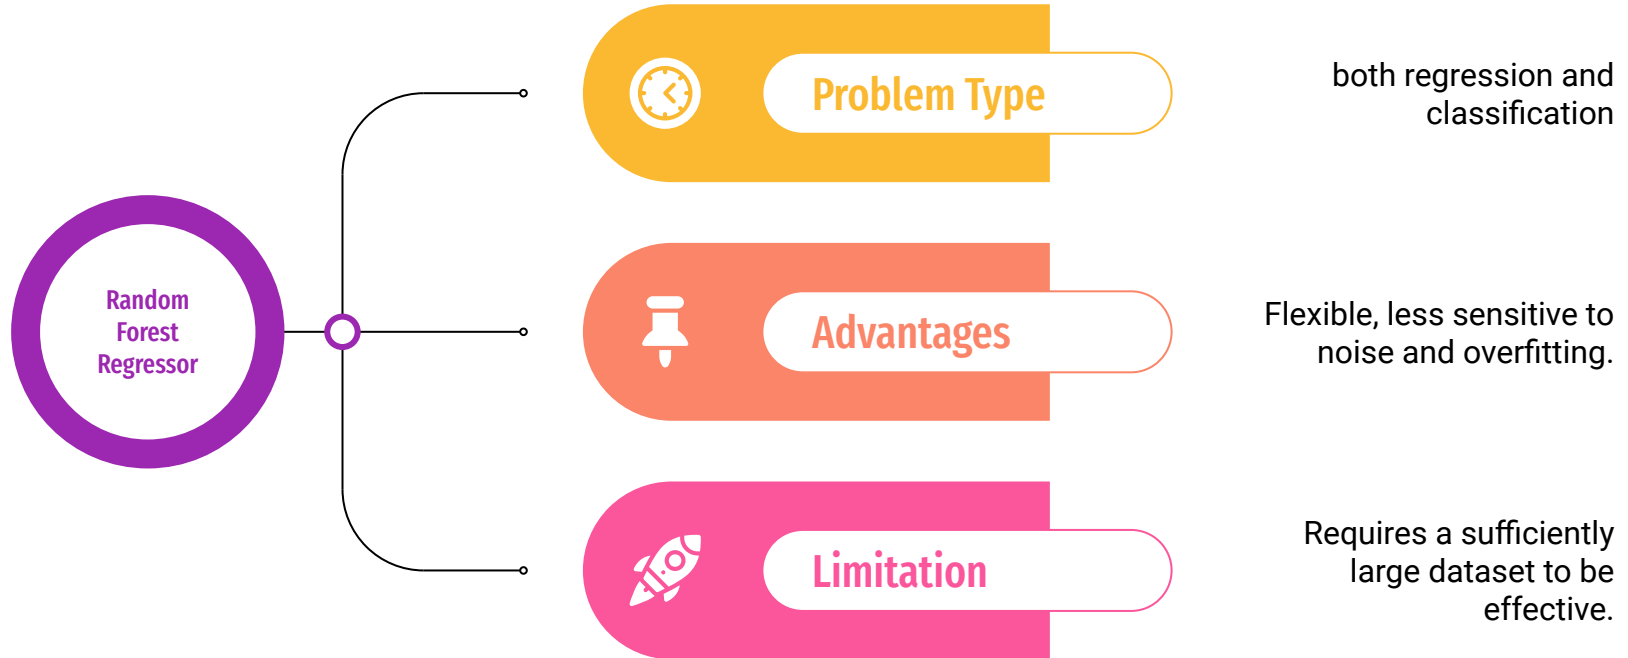 Random
Forest
Regressor
Problem Type
both regression and
classification
Advantages
Flexible, less sensitive to
noise and overfitting.
Limitation
Requires a sufficiently
large dataset to be
effective.